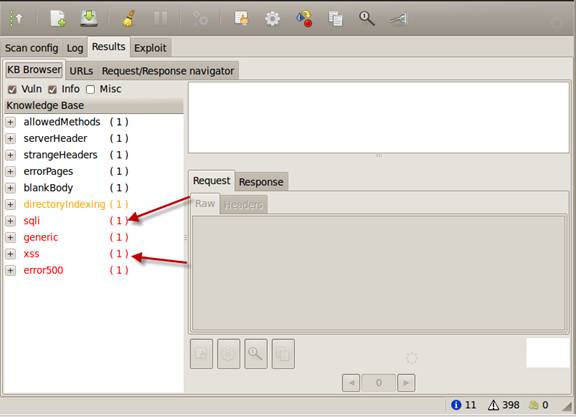 Scan config Log Results Exploit
KB Browser URLs Request/Response navigator
Vuln Info Misc
Knowledge Base
allowedMethods ( 1 )
serverHeader ( 1 )
strangeHeaders ( 1 )
errorPages ( 1 )
blankBody ( 1 )
directoryIndexing ( 1 )
sqli ( 1 )
generic ( 1 )
xss ( 1 )
error500 ( 1 )
Request Response
Raw Headers
0
11 398 0